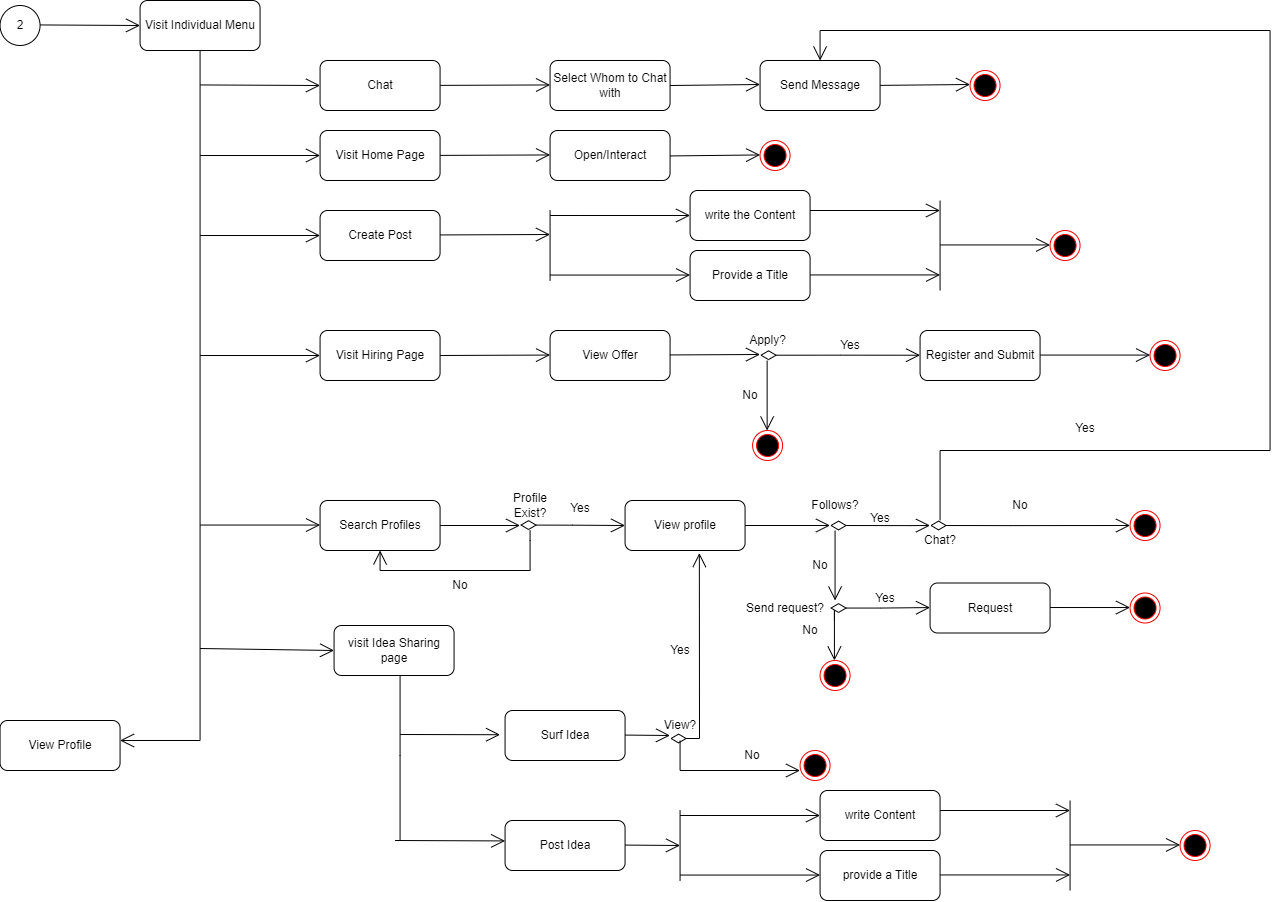 2
Visit Individual Menu
Chat
Select Whom to Chat
with
Send Message
Visit Home Page
Open/Interact
write the Content
Create Post
Provide a Title
Apply?
Yes
Visit Hiring Page
View Offer
Register and Submit
No
Yes
Profile
Exist?
Yes
Follows?
No
Search Profiles
View profile
Yes
Chat?
No
No
Send request?
Yes
Request
No
visit Idea Sharing
page
Yes
View?
Surf Idea
View Profile
No
write Content
Post Idea
provide a Title